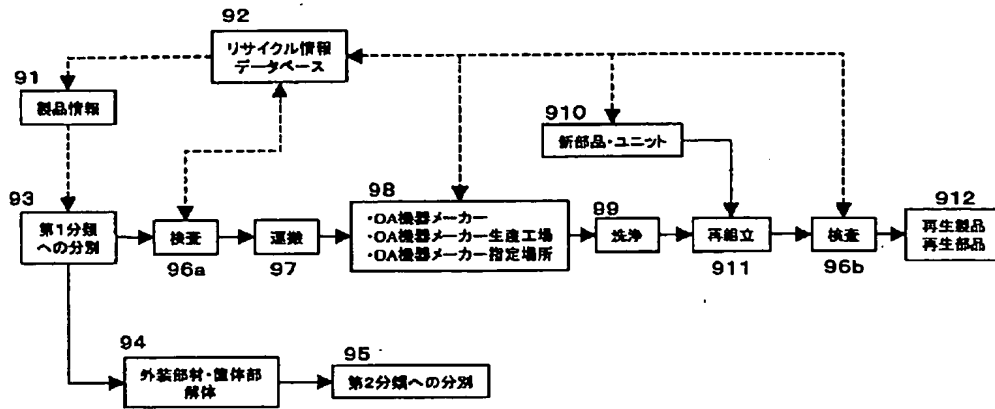 92
リサイクル情報
データベース
91
製品情報
910
新部品・ユニット
93
第1分類
への分別
検査
96a
運搬
97
98
・OA機器メーカー
・OA機器メーカー生産工場
・OA機器メーカー指定場所
99
洗浄
再組立
911
検査
96b
912
再生製品
再生部品
94
外装部材・筐体部
解体
95
第2分類への分別